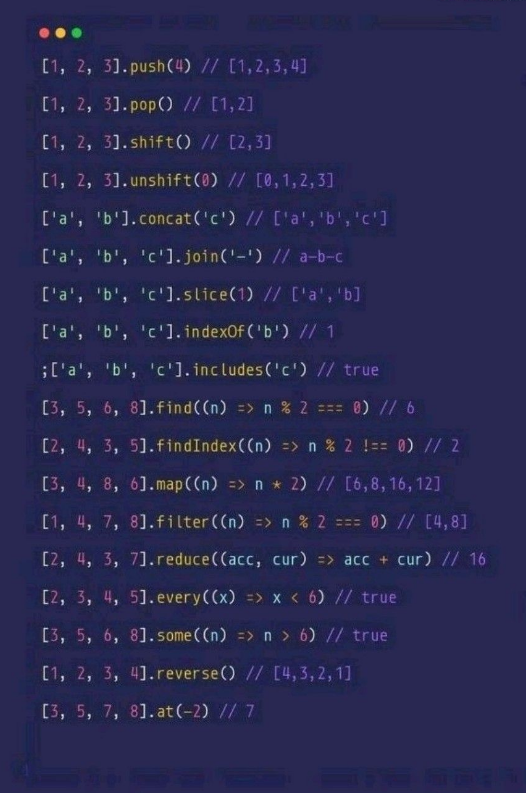 [1, 2, 3].push(4) // [1,2,3,4]
[1, 2, 3].pop() // [1,2]
[1, 2, 3].shift() // [2,3]
[1, 2, 3].unshift(0) // [0,1,2,3]
['a', 'b'].concat('c') // ['a','b','c']
['a', 'b', 'c'].join('-') // a-b-c
['a', 'b', 'c'].slice(1) // ['a','b]
['a', 'b', 'c'].indexOf('b') // 1
;['a', 'b', 'c'].includes('c') // true
[3, 5, 6, 8].find((n) => n % 2 === 0) // 6
[2, 4, 3, 5].findIndex((n) => n % 2 !== 0) // 2
[3, 4, 8, 6].map((n) => n * 2) // [6,8,16,12]
[1, 4, 7, 8].filter((n) => n % 2 === 0) // [4,8]
[2, 4, 3, 7].reduce((acc, cur) => acc + cur) // 16
[2, 3, 4, 5].every((x) => x < 6) // true
[3, 5, 6, 8].some((n) => n > 6) // true
[1, 2, 3, 4].reverse() // [4,3,2,1]
[3, 5, 7, 8].at(-2) // 7